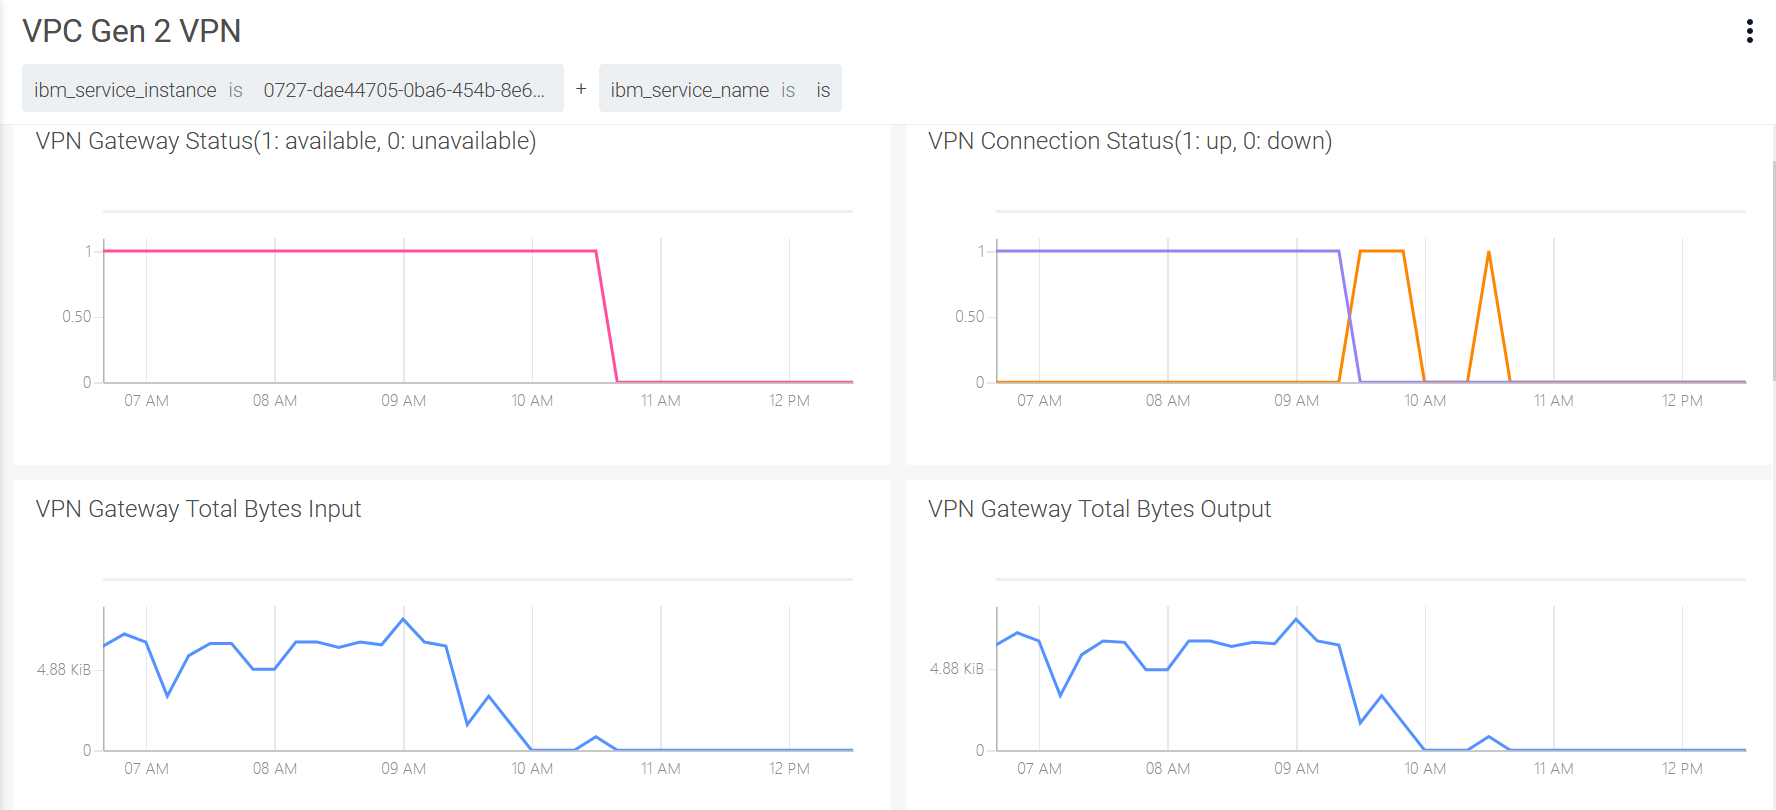 VPC Gen 2 VPN
ibm_service_instance is 0727-dae44705-0ba6-454b-8e6... + ibm_service_name is is
VPN Gateway Status(1: available, 0: unavailable)
1
0.50
0
07 AM 08 AM 09 AM 10 AM 11 AM 12 PM
VPN Connection Status(1: up, 0: down)
1
0.50
0
07 AM 08 AM 09 AM 10 AM 11 AM 12 PM
VPN Gateway Total Bytes Input
4.88 KiB
0
07 AM 08 AM 09 AM 10 AM 11 AM 12 PM
VPN Gateway Total Bytes Output
4.88 KiB
0
07 AM 08 AM 09 AM 10 AM 11 AM 12 PM